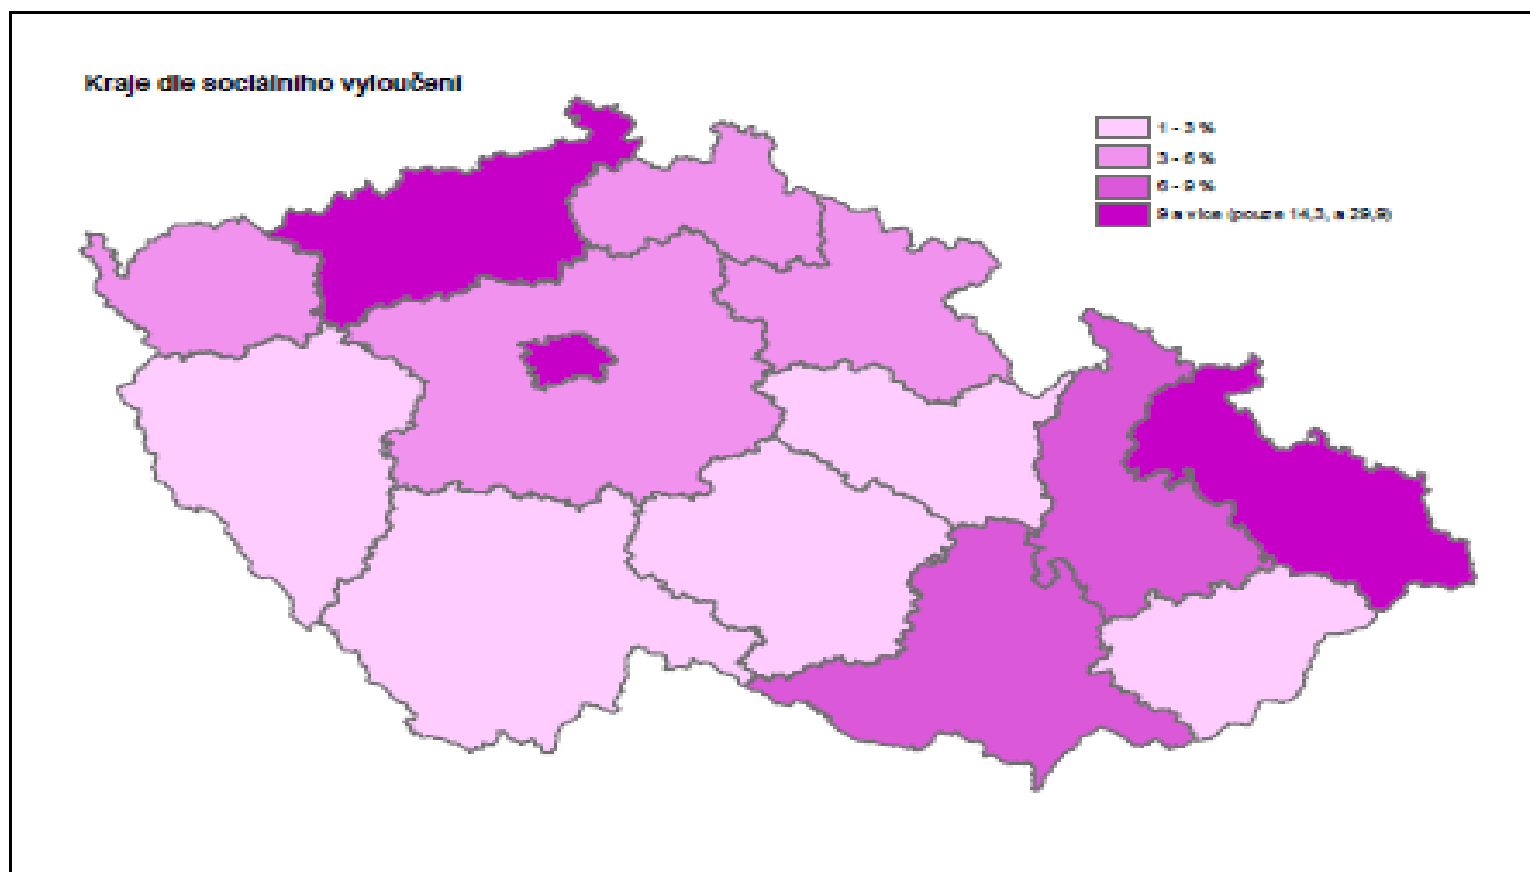 Kraje dle sociálního vyloučení
1 - 3 %
3 - 6 %
6 - 9 %
9 a více (pouze 14,3, a 29,9)